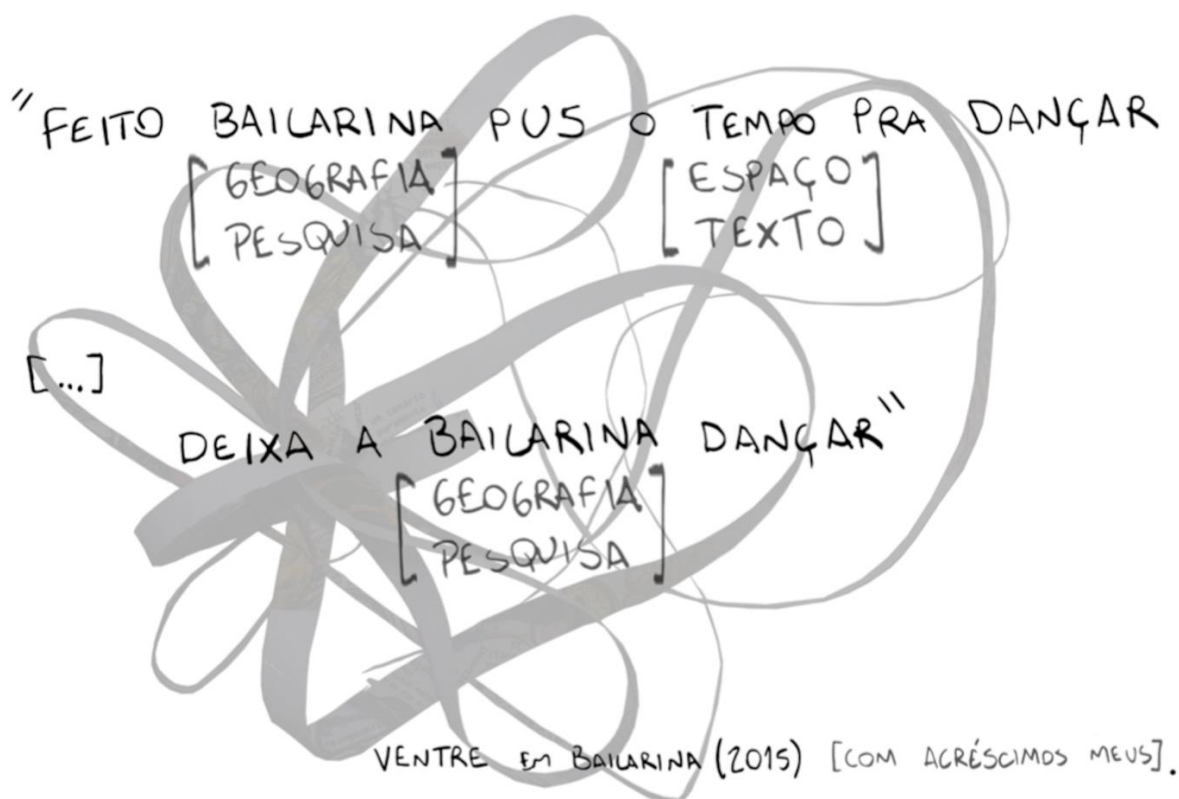 "FEITO BAILARINA PUS O TEMPO PRA DANÇAR
[GEOGRAFIA PESQUISA] [ESPAÇO TEXTO]
[...]
DEIXA A BAILARINA DANÇAR"
[GEOGRAFIA
PESQUISA]
VENTRE EM BAILARINA (2015) [COM ACRÉSCIMOS MEUS].